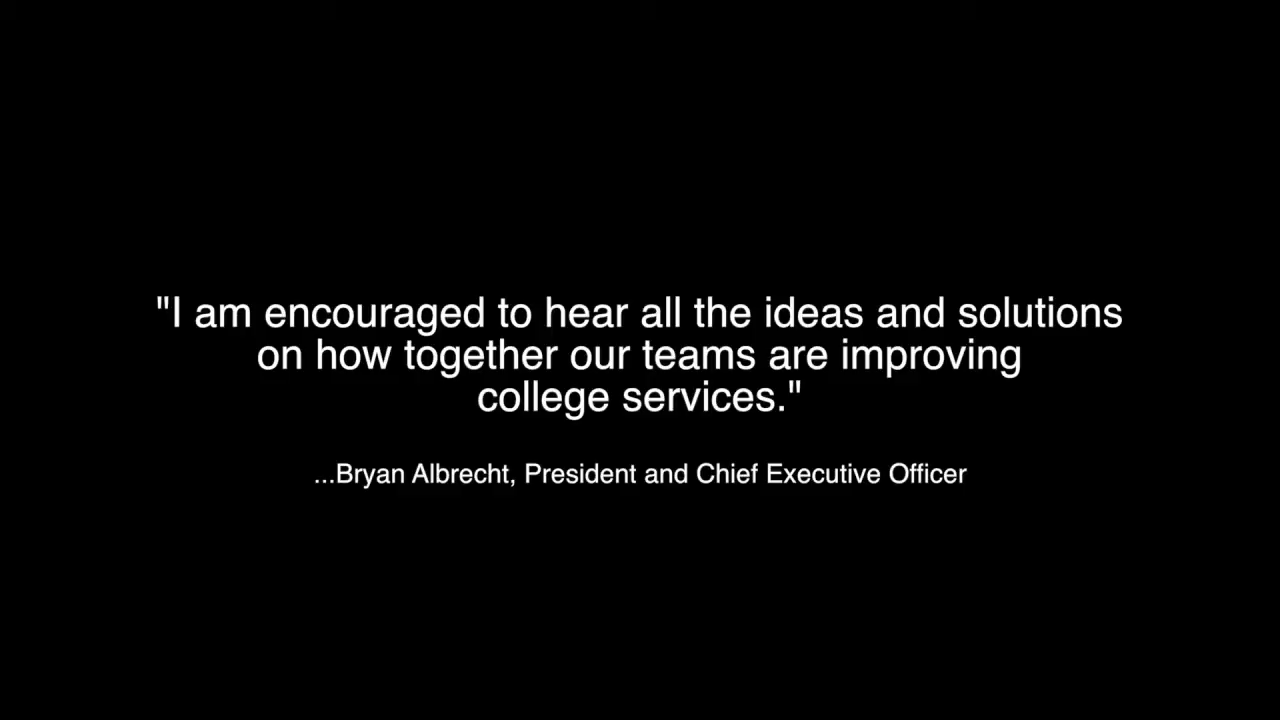 "I am encouraged to hear all the ideas and solutions
on how together our teams are improving
college services."
...Bryan Albrecht, President and Chief Executive Officer